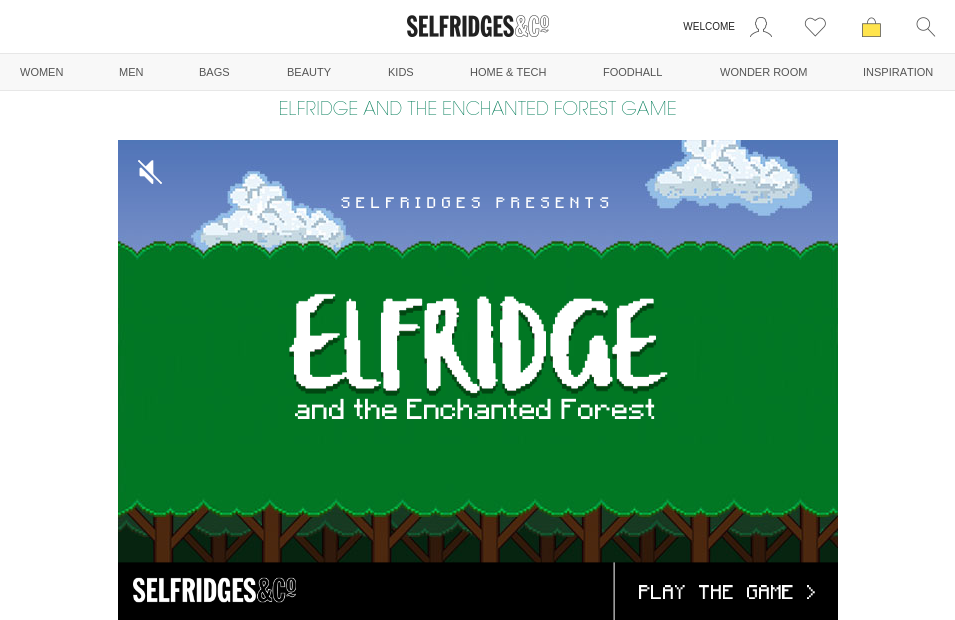 SELFRIDGES&Co
WELCOME
WOMEN MEN BAGS BEAUTY KIDS HOME & TECH FOODHALL WONDER ROOM INSPIRATION
ELFRIDGE AND THE ENCHANTED FOREST GAME
SELFRIDGES PRESENTS
ELFRIDGE
and the Enchanted Forest
SELFRIDGES&Co
PLAY THE GAME >